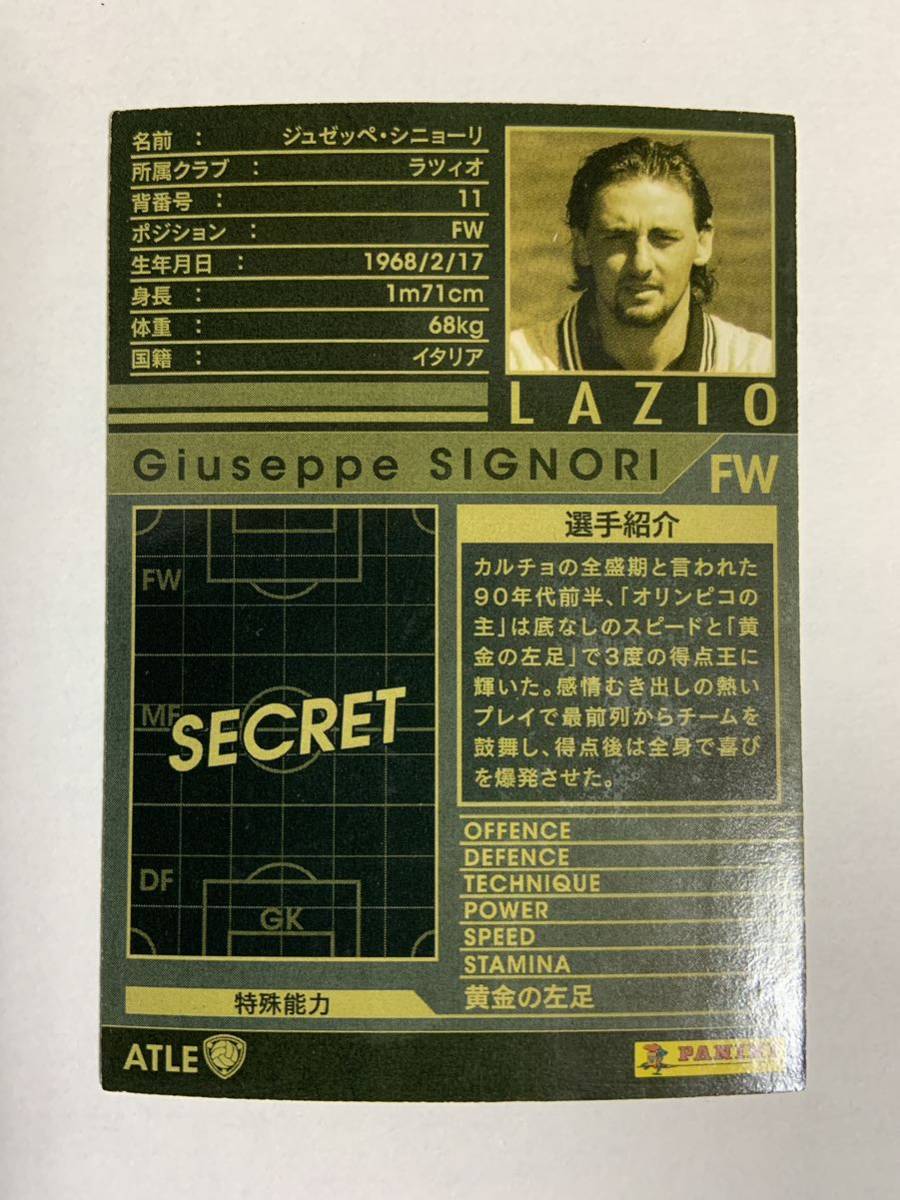 名前 : ジュゼッペ・シニョーリ
所属クラブ : ラツィオ
背番号 : 11
ポジション : FW
生年月日 : 1968/2/17
身長 : 1m71cm
体重 : 68kg
国籍 : イタリア
LAZIO
Giuseppe SIGNORI
FW
FW
MF
SECRET
DF
GK
選手紹介
カルチョの全盛期と言われた
90年代前半、「オリンピコの
主」は底なしのスピードと「黄
金の左足」で3度の得点王に
輝いた。感情むき出しの熱い
プレイで最前列からチームを
鼓舞し、得点後は全身で喜び
を爆発させた。
OFFENCE
DEFENCE
TECHNIQUE
POWER
SPEED
STAMINA
特殊能力
黄金の左足
ATLE
PANINI